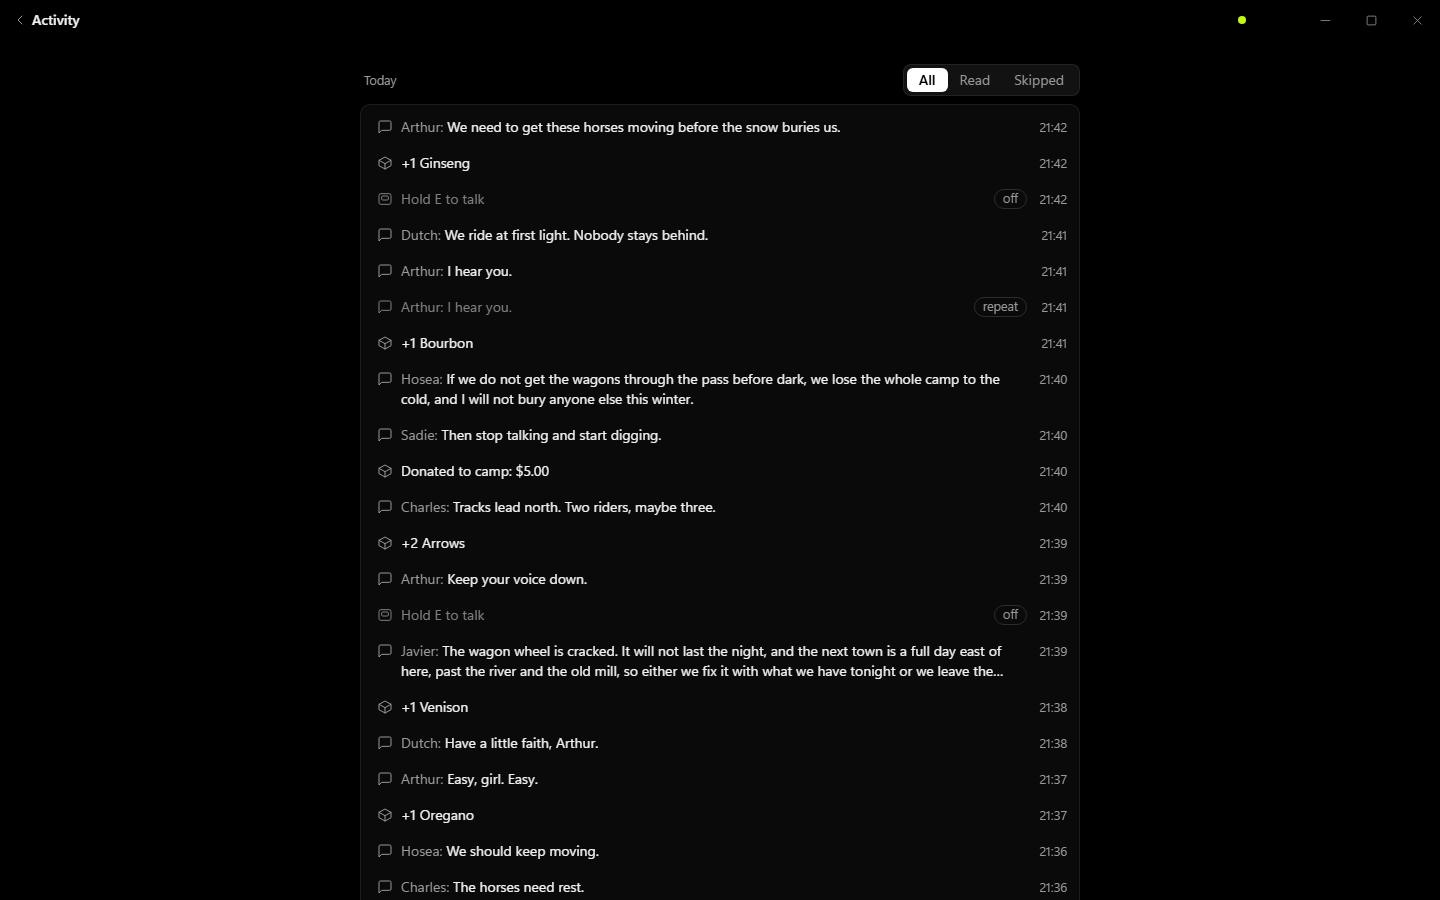 Activity
Today
All Read Skipped
Arthur: We need to get these horses moving before the snow buries us. 21:42
+1 Ginseng 21:42
Hold E to talk off 21:42
Dutch: We ride at first light. Nobody stays behind. 21:41
Arthur: I hear you. 21:41
Arthur: I hear you. repeat 21:41
+1 Bourbon 21:41
Hosea: If we do not get the wagons through the pass before dark, we lose the whole camp to the 21:40
cold, and I will not bury anyone else this winter.
Sadie: Then stop talking and start digging. 21:40
Donated to camp: $5.00 21:40
Charles: Tracks lead north. Two riders, maybe three. 21:40
+2 Arrows 21:39
Arthur: Keep your voice down. 21:39
Hold E to talk off 21:39
Javier: The wagon wheel is cracked. It will not last the night, and the next town is a full day east of 21:39
here, past the river and the old mill, so either we fix it with what we have tonight or we leave the...
+1 Venison 21:38
Dutch: Have a little faith, Arthur. 21:38
Arthur: Easy, girl. Easy. 21:37
+1 Oregano 21:37
Hosea: We should keep moving. 21:36
Charles: The horses need rest. 21:36